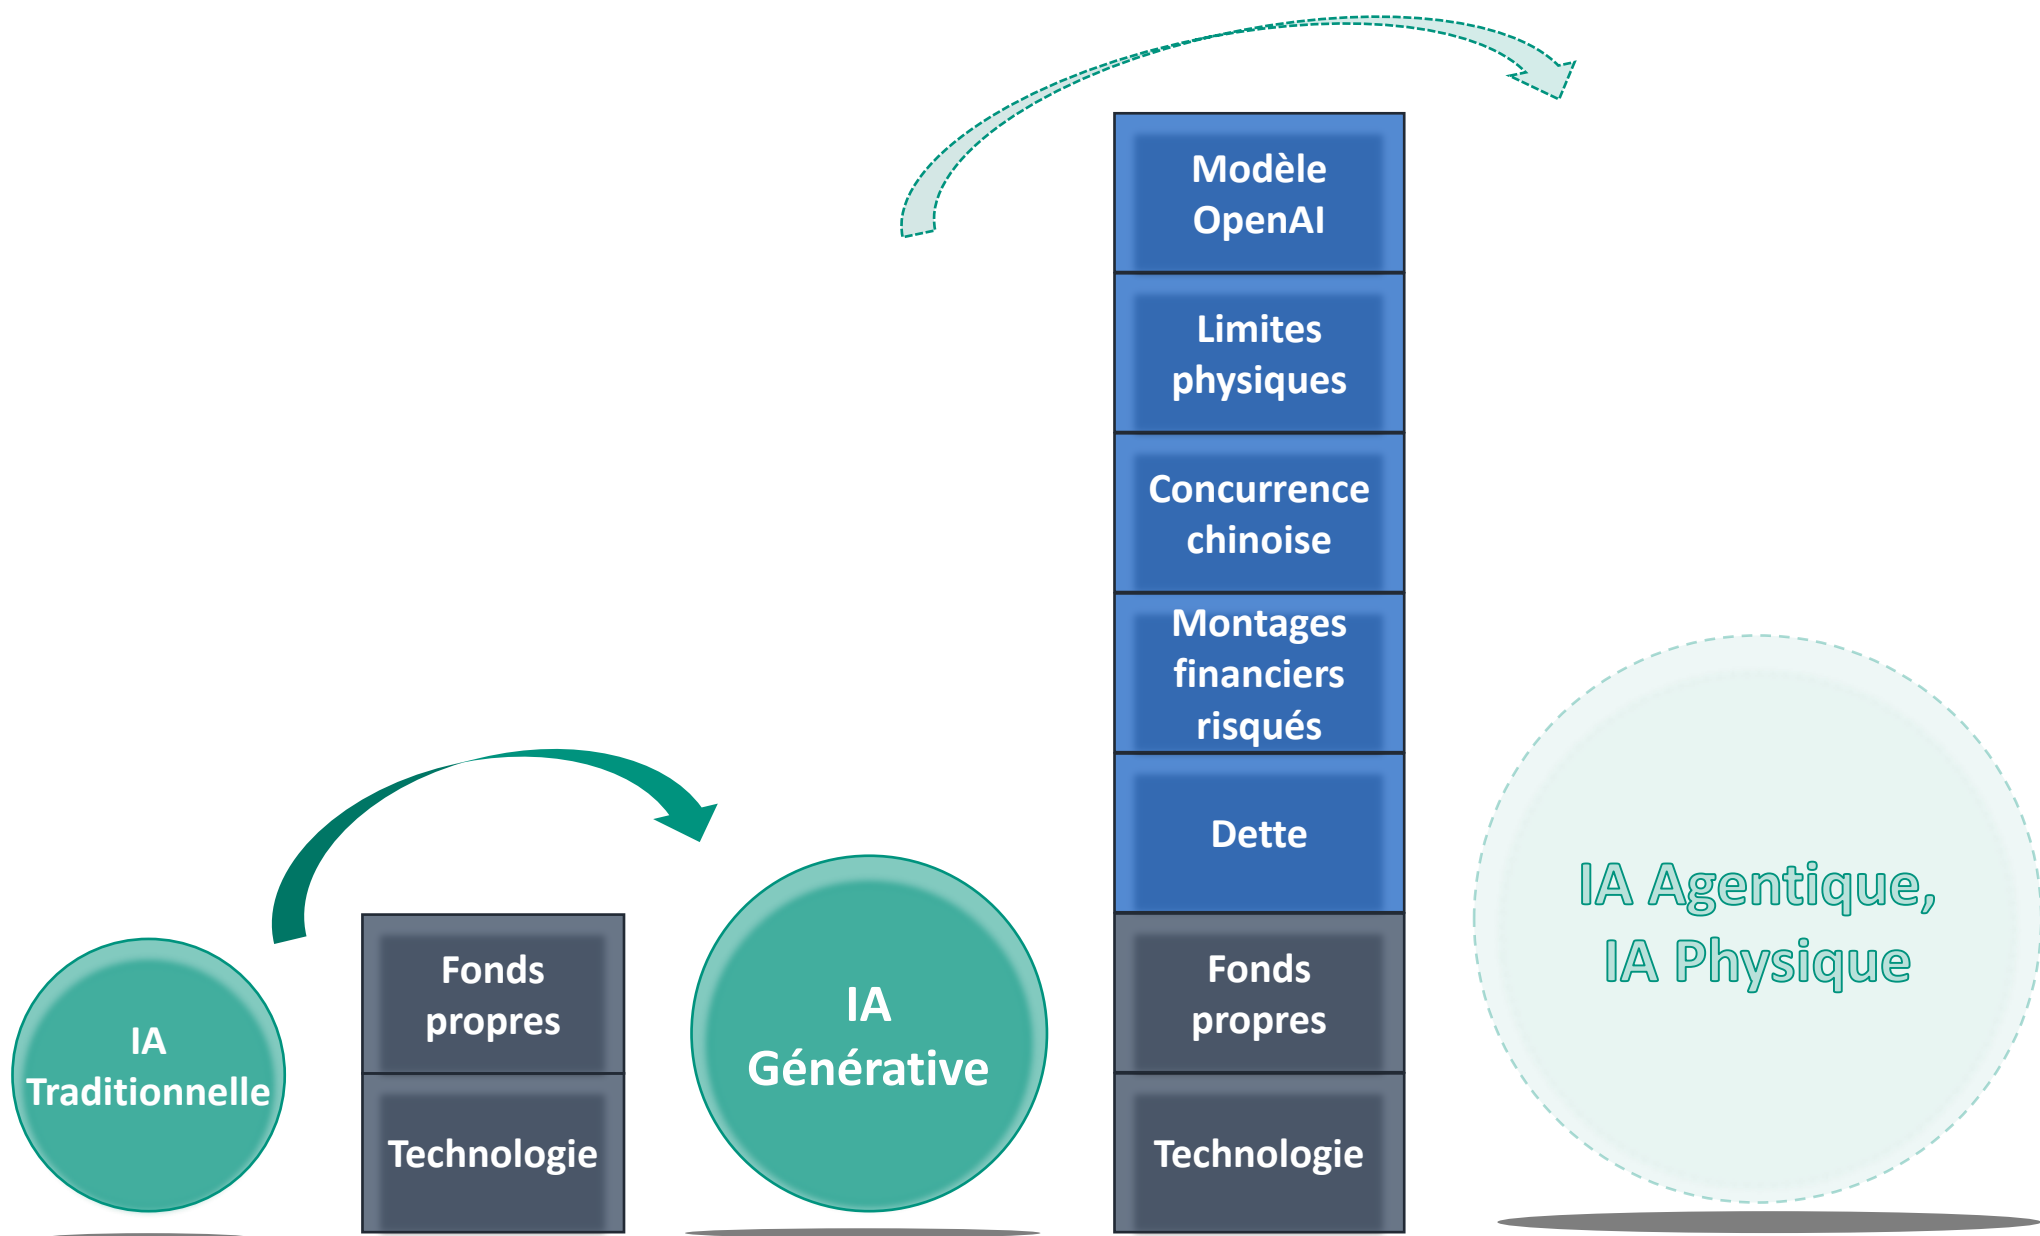 IA
Traditionnelle
Fonds
propres
Technologie
IA
Générative
Modèle
OpenAI
Limites
physiques
Concurrence
chinoise
Montages
financiers
risqués
Dette
Fonds
propres
Technologie
IA Agentique,
IA Physique